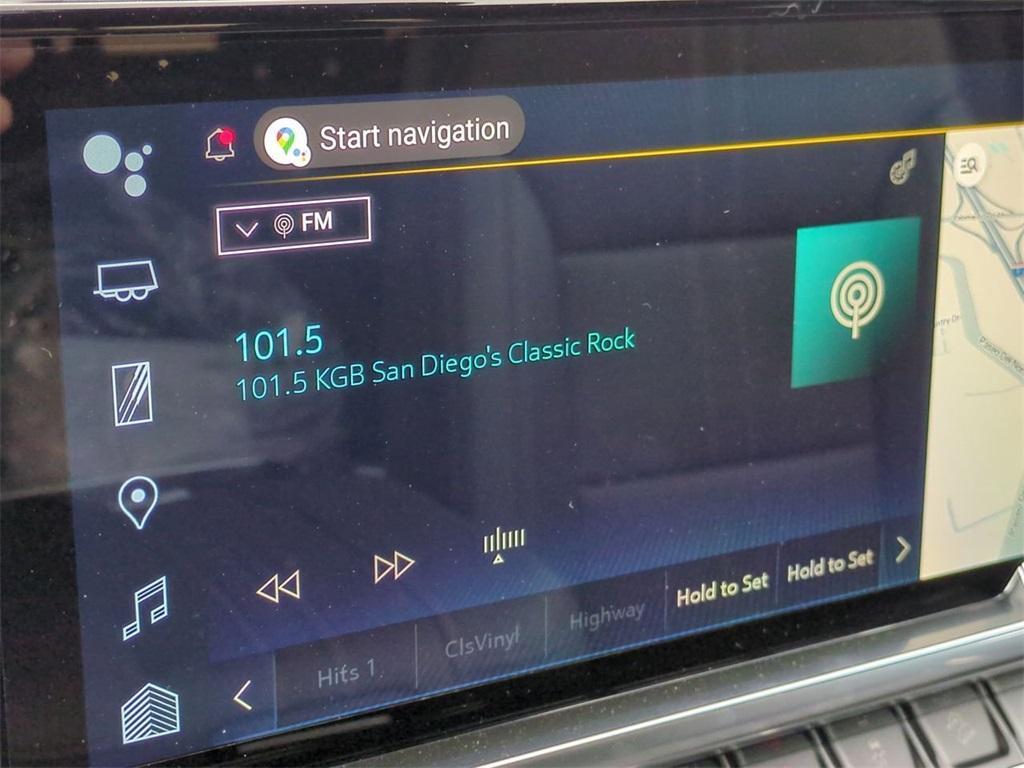 Start navigation
FM
101.5
101.5 KGB San Diego's Classic Rock
Hits 1
ClsVinyl
Highway
Hold to Set
Hold to Set